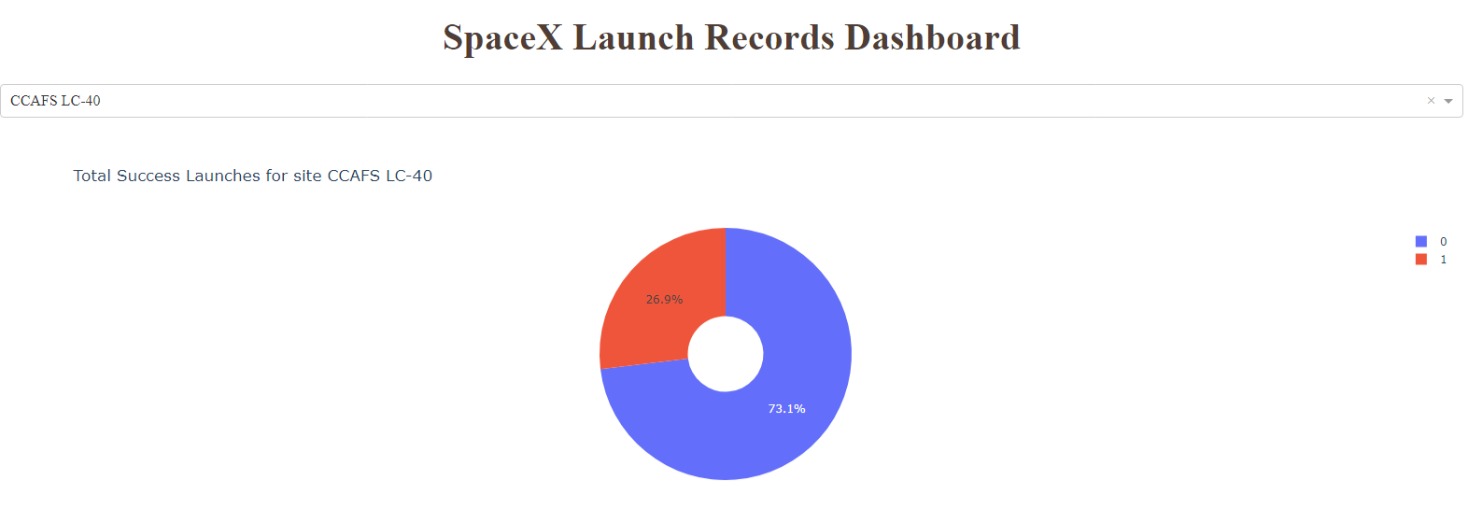 SpaceX Launch Records Dashboard
CCAFS LC-40
Total Success Launches for site CCAFS LC-40
0
1
26.9%
73.1%